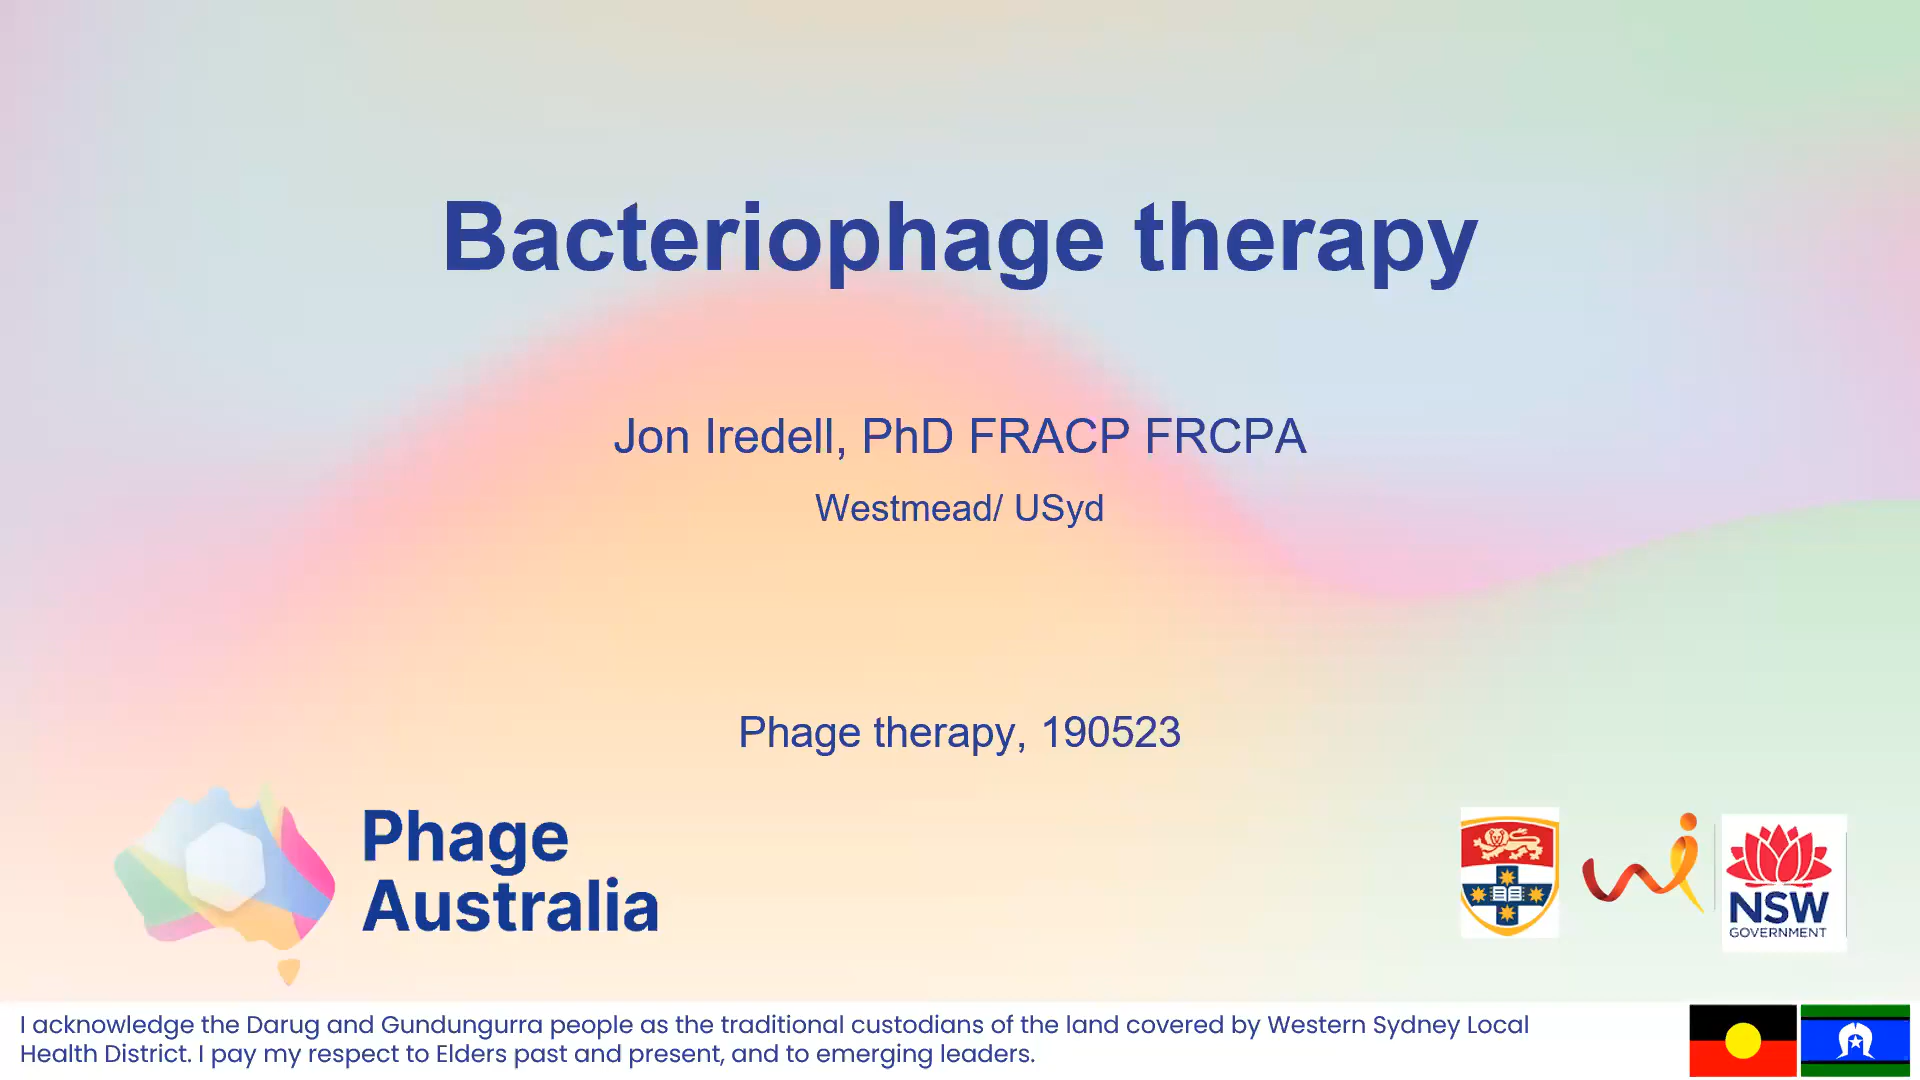 Bacteriophage therapy
Jon Iredell, PhD FRACP FRCPA
Westmead/ USyd
Phage therapy, 190523
Phage
Australia
NSW
GOVERNMENT
I acknowledge the Darug and Gundungurra people as the traditional custodians of the land covered by Western Sydney Local
Health District. I pay my respect to Elders past and present, and to emerging leaders.